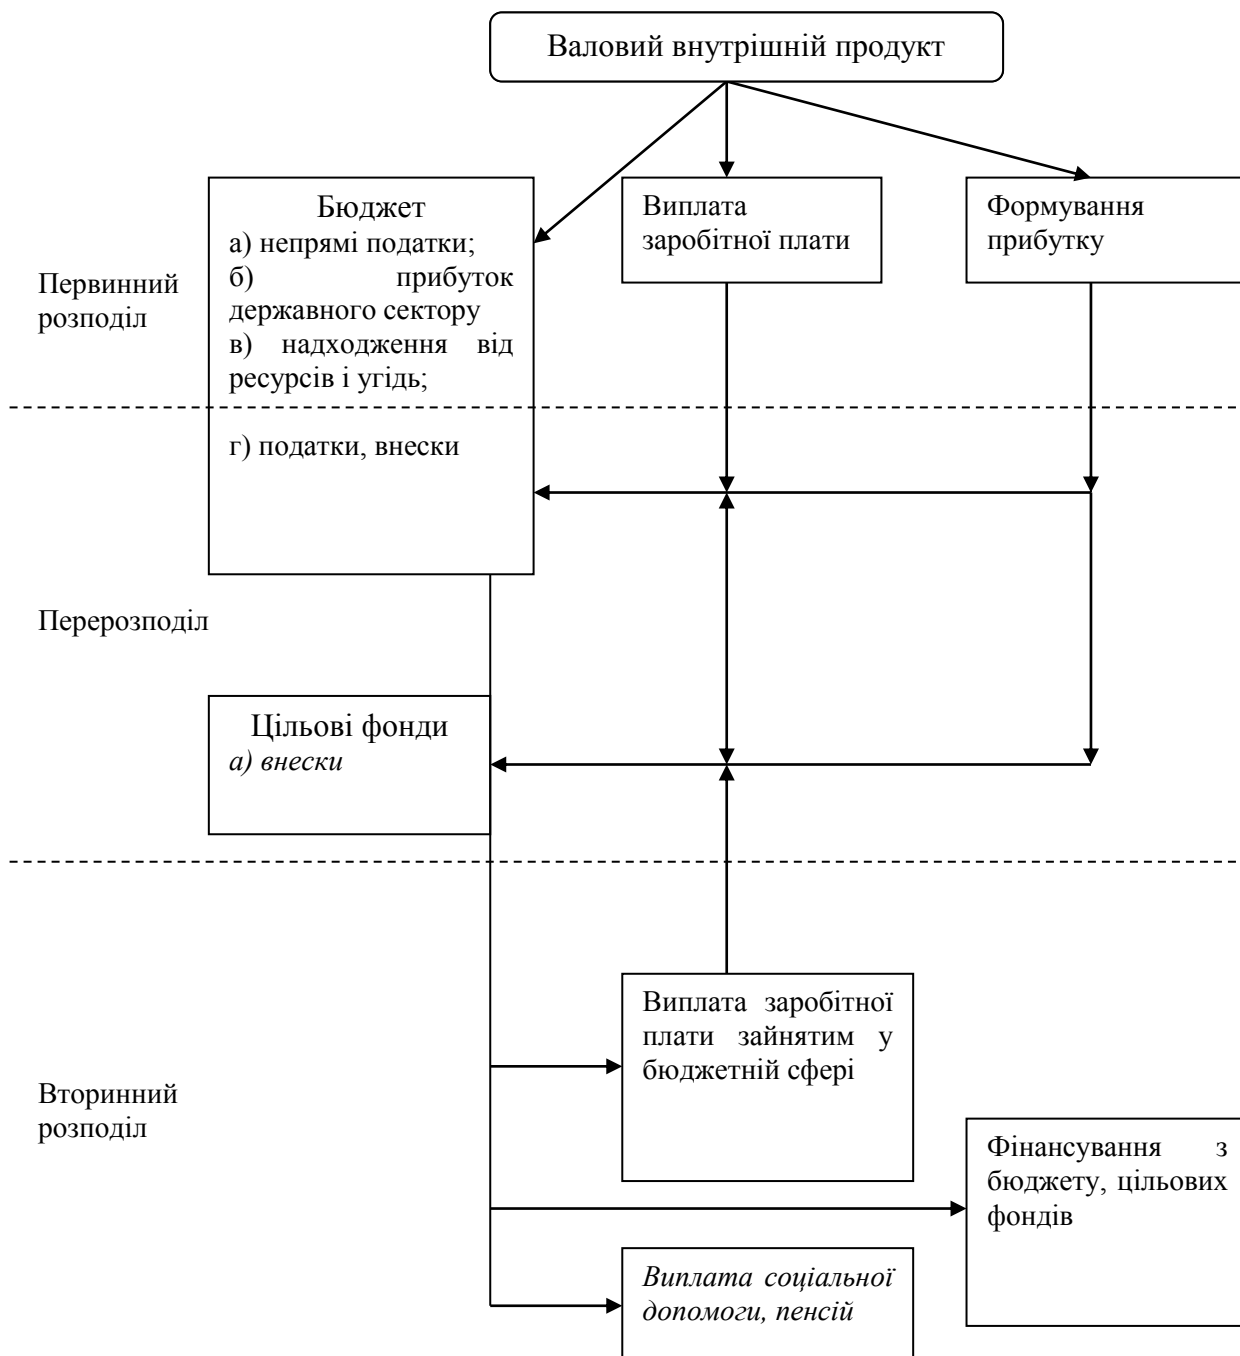 Валовий внутрішній продукт
Бюджет
а) непрямі податки;
б) прибуток
державного сектору
в) надходження від
ресурсів і угідь;
Виплата
заробітної плати
Формування
прибутку
Первинний
розподіл
г) податки, внески
Перерозподіл
Цільові фонди
а) внески
Виплата заробітної
плати зайнятим у
бюджетній сфері
Вторинний
розподіл
Фінансування з
бюджету, цільових
фондів
Виплата соціальної
допомоги, пенсій